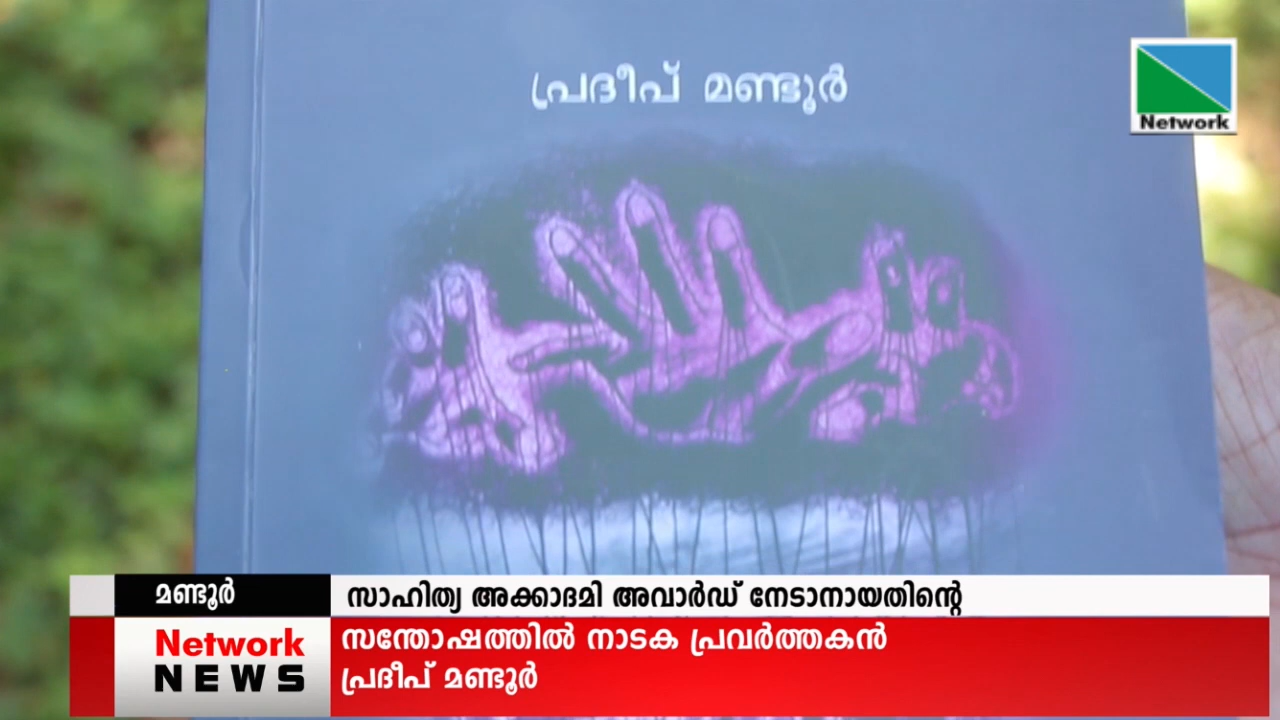 പ്രദീപ് മണ്ടൂർ
Network
മണ്ടൂർ
സാഹിത്യ അക്കാദമി അവാർഡ് നേടാനായതിന്റെ
Network
NEWS
സന്തോഷത്തിൽ നാടക പ്രവർത്തകൻ
പ്രദീപ് മണ്ടൂർ